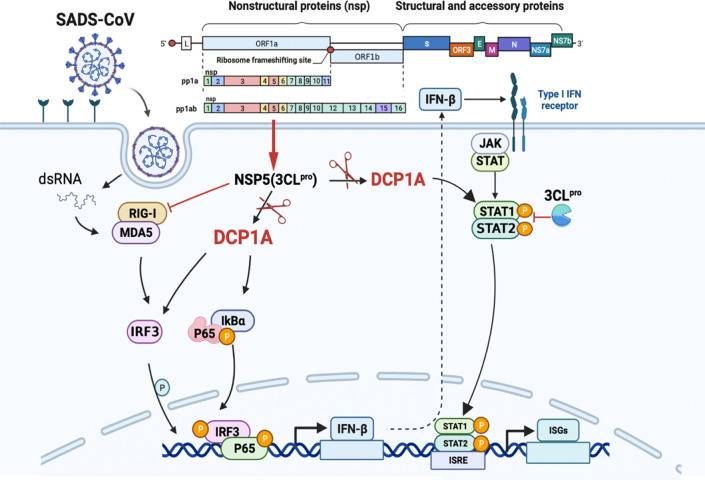 Nonstructural proteins (nsp)
Structural and accessory proteins
SADS-CoV
5'
L
ORF1a
ORF1b
S
ORF3
E
M
N
NS7a
NS7b
3'
Ribosome frameshifting site
nsp
pp1a
1 2 3 4 5 6 7 8 9 10 11
nsp
pp1ab
1 2 3 4 5 6 7 8 9 10 12 13 14 15 16
IFN-β
Type I IFN
receptor
JAK
STAT
dsRNA
NSP5(3CLpro)
DCP1A
3CLpro
RIG-I
MDA5
STAT1
P
STAT2
P
DCP1A
IRF3
IkBα
P65
P
P
P
IRF3
P65
P
IFN-β
STAT1
P
STAT2
P
ISRE
ISGs